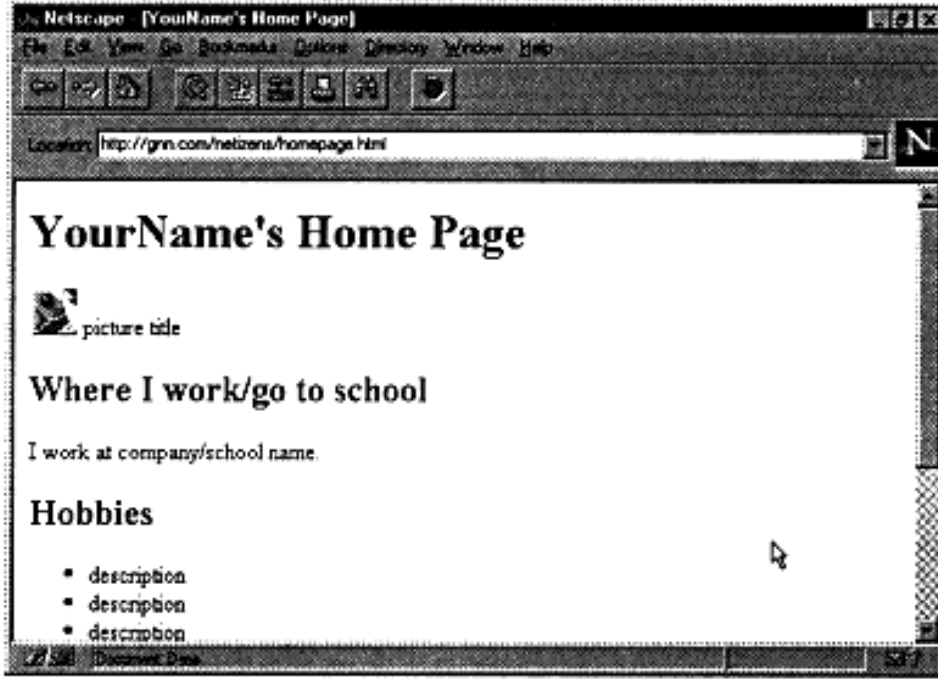 Netscape - [YourName's Home Page]
File Edit View Go Bookmarks Options Directory Window Help
Location: http://gnn.com/netizens/homepage.html
N
YourName's Home Page
picture title
Where I work/go to school
I work at company/school name.
Hobbies
• description
• description
• description
Document: Done